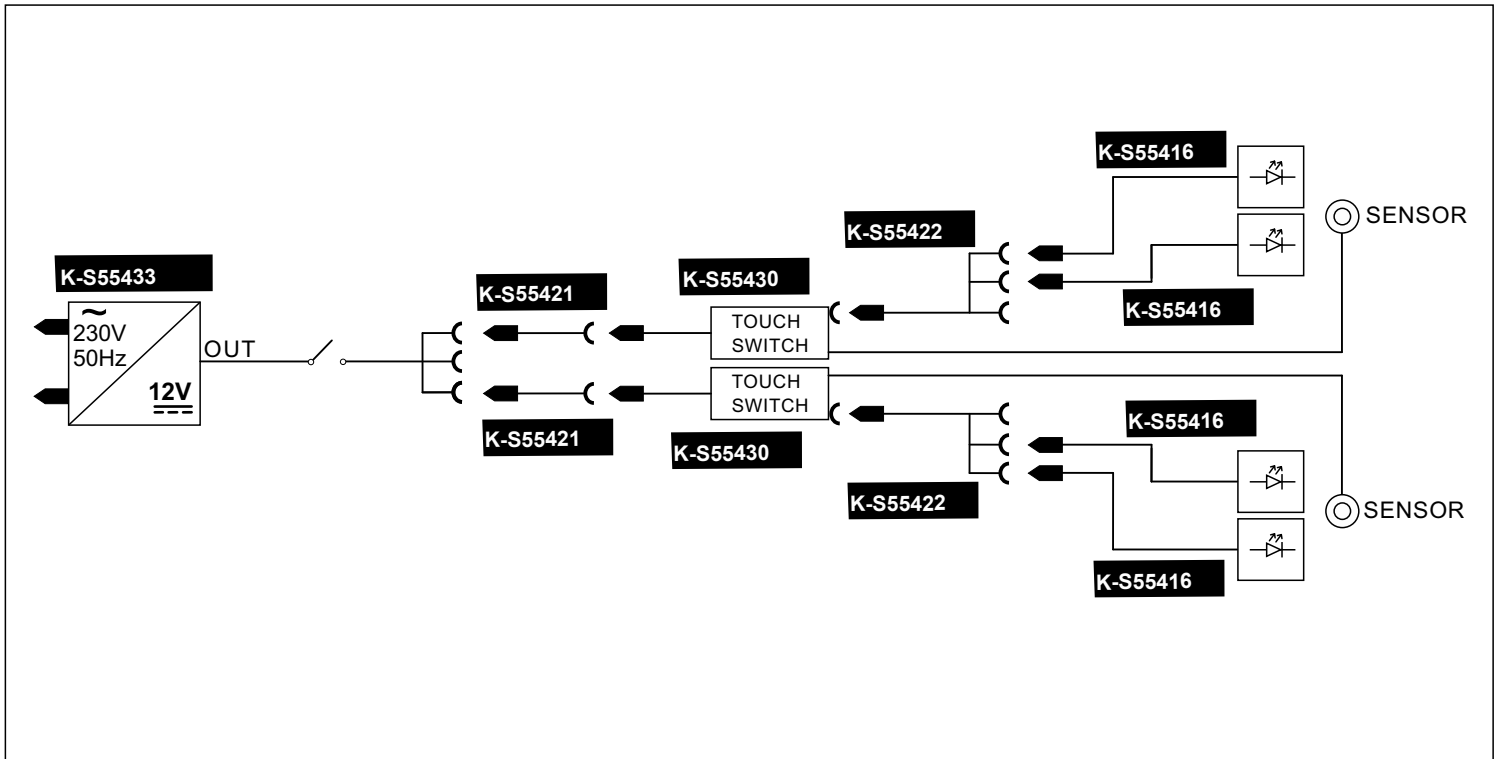 K-S55416
K-S55422
SENSOR
K-S55433
K-S55421
K-S55430
K-S55416
~
230V
50Hz
OUT
12V
TOUCH
SWITCH
TOUCH
SWITCH
K-S55421
K-S55430
K-S55416
K-S55422
SENSOR
K-S55416